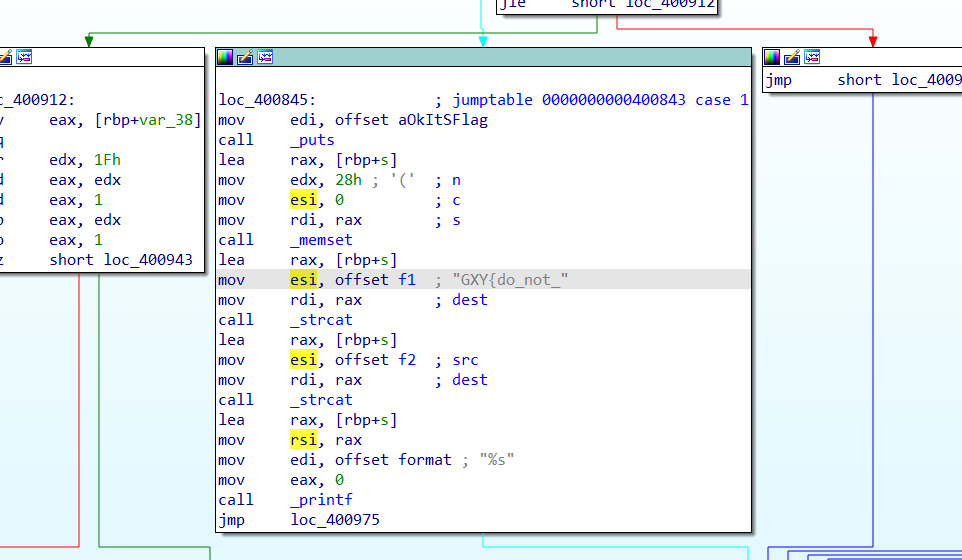 jle short loc_400912
c_400912:
v eax, [rbp+var_38]
q
r edx, 1Fh
d eax, edx
d eax, 1
b eax, edx
p eax, 1
z short loc_400943
loc_400845: ; jumptable 0000000000400843 case 1
mov edi, offset aOkItSFlag
call _puts
lea rax, [rbp+s]
mov edx, 28h ; '(' ; n
mov esi, 0 ; c
mov rdi, rax ; s
call _memset
lea rax, [rbp+s]
mov esi, offset f1 ; "GXY{do_not_"
mov rdi, rax ; dest
call _strcat
lea rax, [rbp+s]
mov esi, offset f2 ; src
mov rdi, rax ; dest
call _strcat
lea rax, [rbp+s]
mov rsi, rax
mov edi, offset format ; "%s"
mov eax, 0
call _printf
jmp loc_400975
jmp short loc_4009